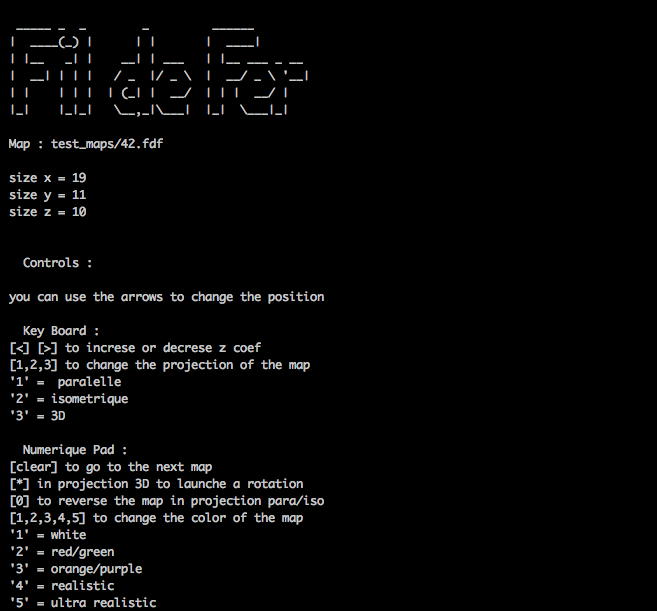 Fil de Fer
Map : test_maps/42.fdf
size x = 19
size y = 11
size z = 10
Controls :
you can use the arrows to change the position
Key Board :
[<] [>] to increse or decrese z coef
[1,2,3] to change the projection of the map
'1' =  paralelle
'2' = isometrique
'3' = 3D
Numerique Pad :
[clear] to go to the next map
[*] in projection 3D to launche a rotation
[0] to reverse the map in projection para/iso
[1,2,3,4,5] to change the color of the map
'1' = white
'2' = red/green
'3' = orange/purple
'4' = realistic
'5' = ultra realistic